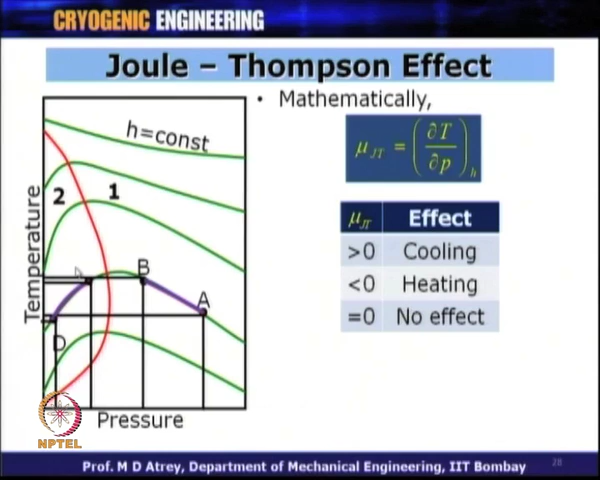 CRYOGENIC ENGINEERING
Joule – Thompson Effect
• Mathematically,
h=const
μJT = (∂T/∂p)h
2 1
μJT Effect
>0 Cooling
<0 Heating
=0 No effect
Temperature
B
A
D
Pressure
NPTEL
Prof. M D Atrey, Department of Mechanical Engineering, IIT Bombay
28